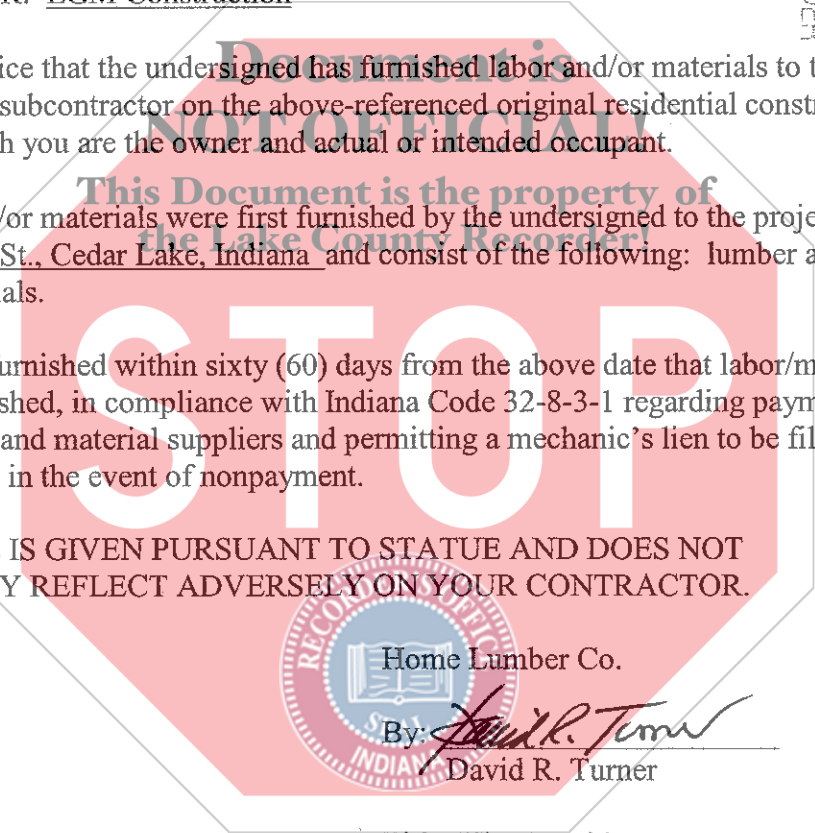 Construction
ice that the undersigned has furnished labor and/or materials to t
subcontractor on the above-referenced original residential constr
h you are the owner and actual or intended occupant.
Document is
NOT OFFICIAL!
This Document is the property of
the Lake County Recorder!
/or materials were first furnished by the undersigned to the proje
St., Cedar Lake, Indiana and consist of the following: lumber a
als.
STOP
urnished within sixty (60) days from the above date that labor/m
shed, in compliance with Indiana Code 32-8-3-1 regarding paym
and material suppliers and permitting a mechanic's lien to be fil
in the event of nonpayment.
IS GIVEN PURSUANT TO STATUE AND DOES NOT
Y REFLECT ADVERSELY ON YOUR CONTRACTOR.
RECORDER'S OFFICE
SEAL
INDIANA
Home Lumber Co.
By: David R. Turner
David R. Turner